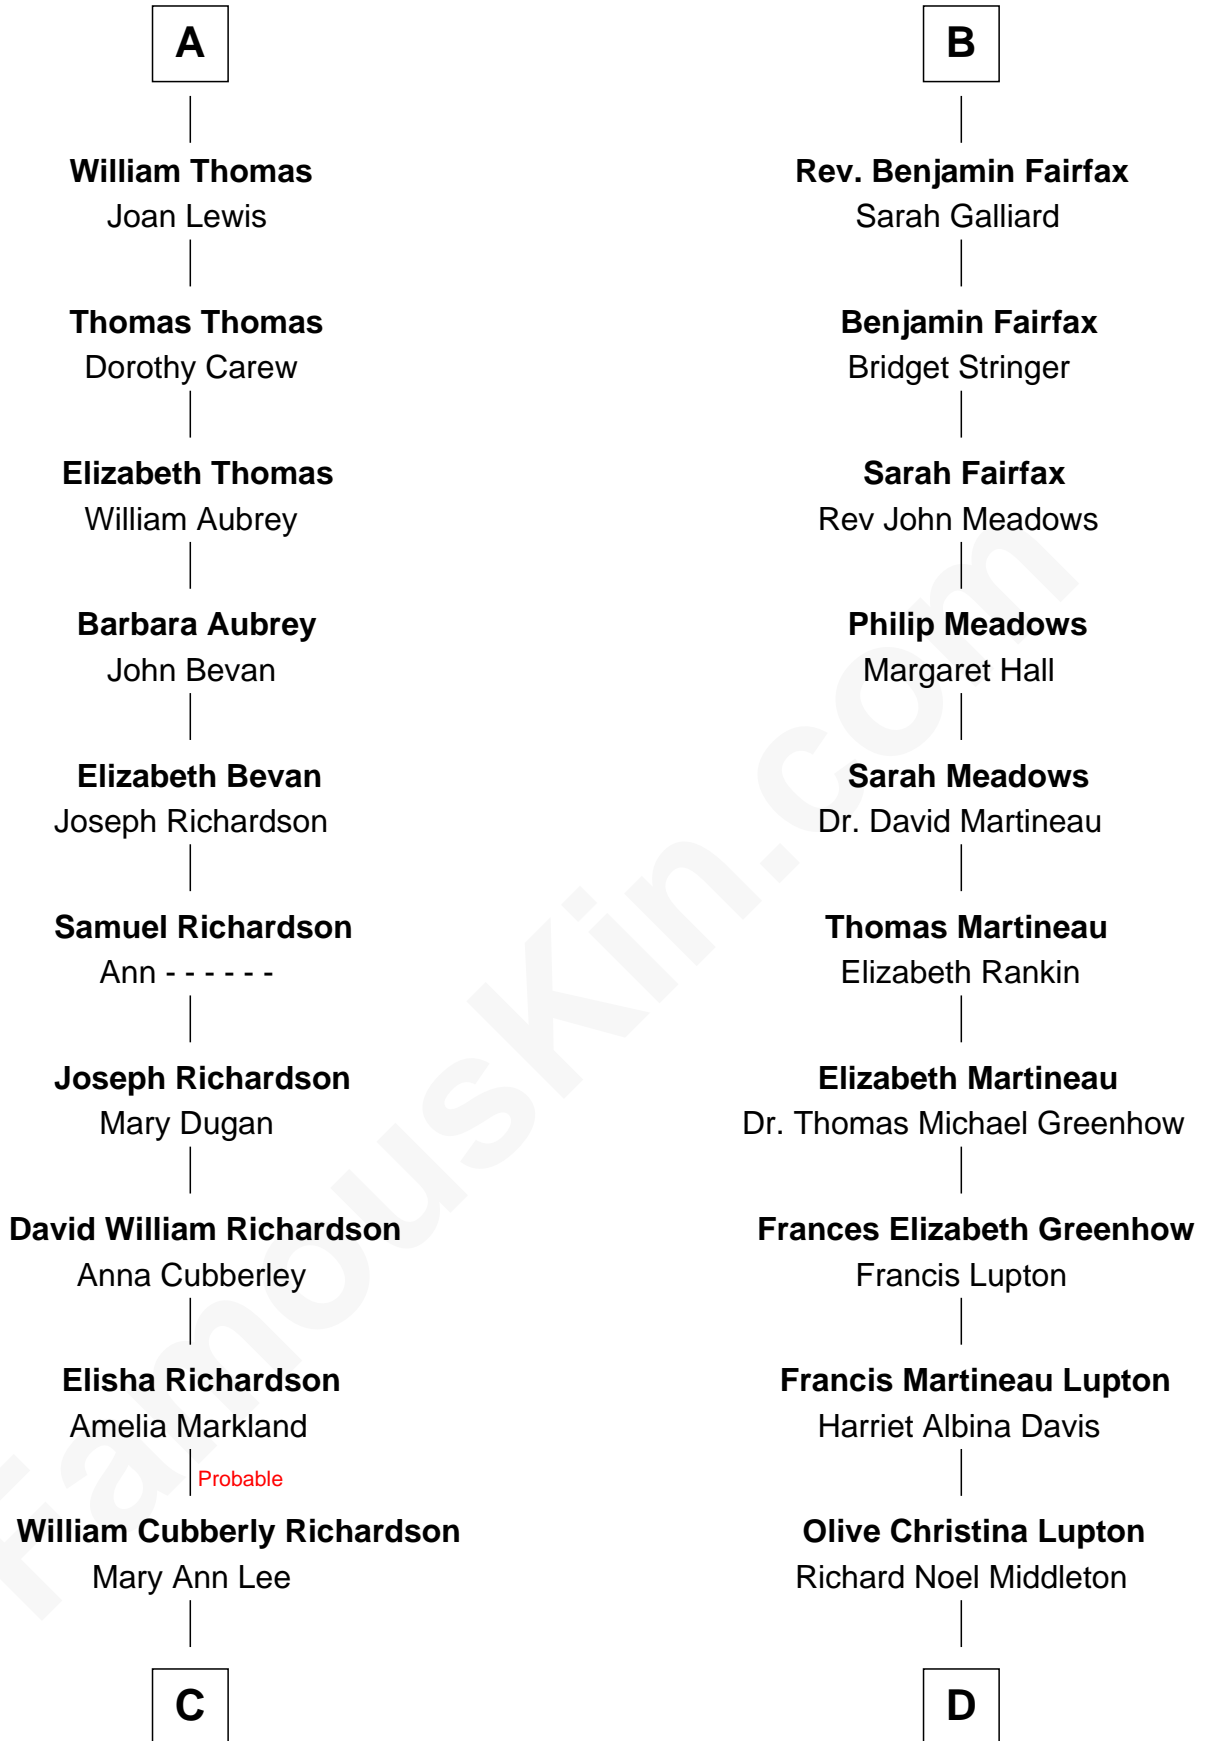 A
William Thomas
Joan Lewis
Thomas Thomas
Dorothy Carew
Elizabeth Thomas
William Aubrey
Barbara Aubrey
John Bevan
Elizabeth Bevan
Joseph Richardson
Samuel Richardson
Ann - - - - - -
Joseph Richardson
Mary Dugan
David William Richardson
Anna Cubberley
Elisha Richardson
Amelia Markland
Probable
William Cubberly Richardson
Mary Ann Lee
C
B
Rev. Benjamin Fairfax
Sarah Galliard
Benjamin Fairfax
Bridget Stringer
Sarah Fairfax
Rev John Meadows
Philip Meadows
Margaret Hall
Sarah Meadows
Dr. David Martineau
Thomas Martineau
Elizabeth Rankin
Elizabeth Martineau
Dr. Thomas Michael Greenhow
Frances Elizabeth Greenhow
Francis Lupton
Francis Martineau Lupton
Harriet Albina Davis
Olive Christina Lupton
Richard Noel Middleton
D
FamousKin.com